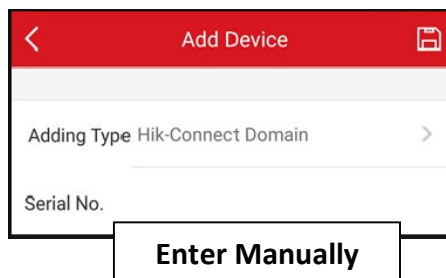 Add Device
Adding Type Hik-Connect Domain
Serial No.
Enter Manually